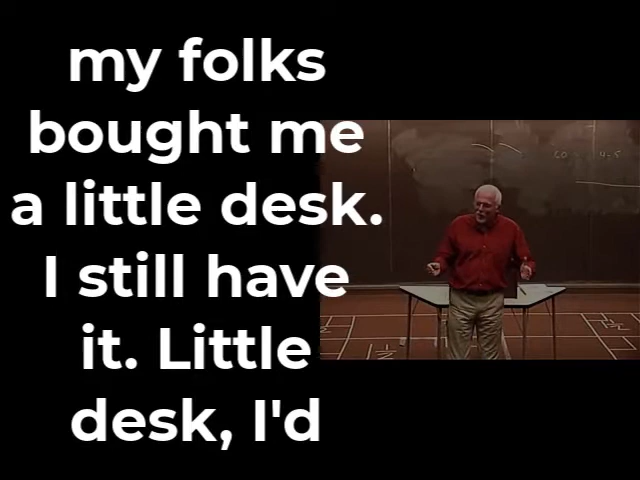 my folks
bought me
a little desk.
I still have
it. Little
desk, I'd